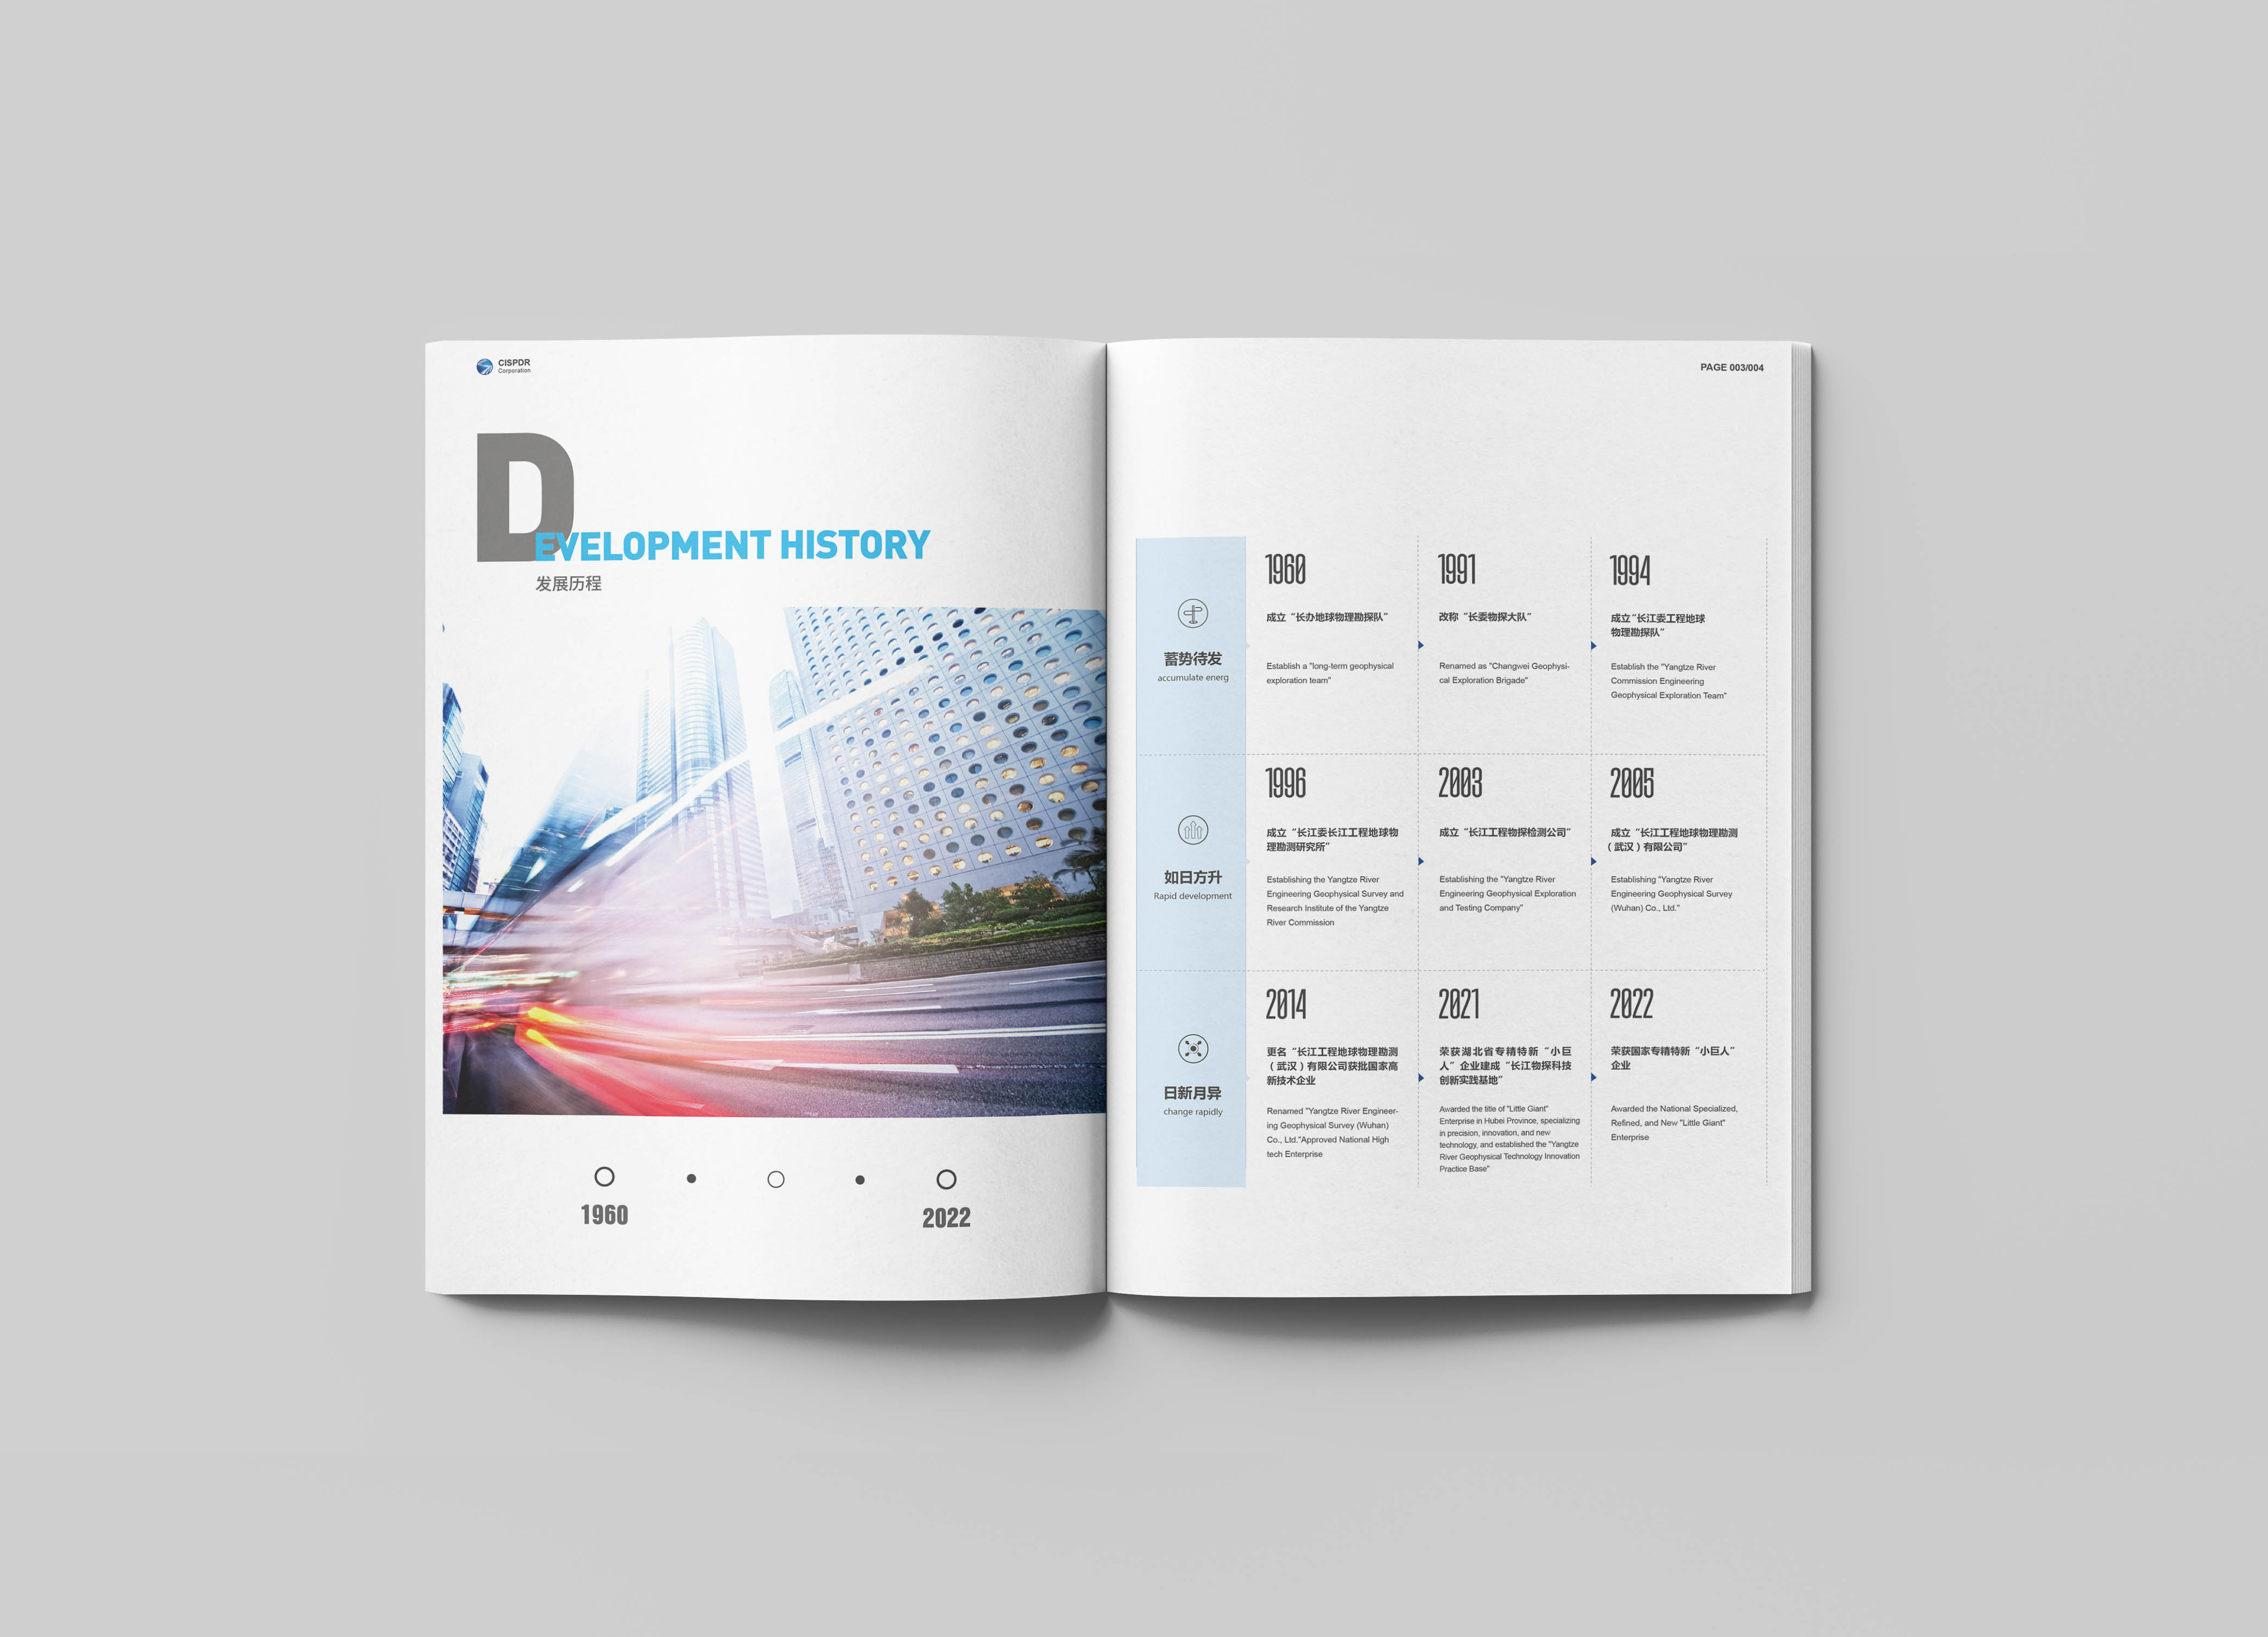 CISPDR
Corporation
DEVELOPMENT HISTORY
发展历程
1960
2022
PAGE 003/004
蓄势待发
accumulate energ
1960
成立“长办地球物理勘探队”
Establish a "long-term geophysical
exploration team"
1991
改称“长委物探大队”
Renamed as "Changwei Geophysi-
cal Exploration Brigade"
1994
成立“长江委工程地球
物理勘探队”
Establish the "Yangtze River
Commission Engineering
Geophysical Exploration Team"
如日方升
Rapid development
1996
成立“长江委长江工程地球物
理勘测研究所”
Establishing the Yangtze River
Engineering Geophysical Survey and
Research Institute of the Yangtze
River Commission
2003
成立“长江工程物探检测公司”
Establishing the "Yangtze River
Engineering Geophysical Exploration
and Testing Company"
2005
成立“长江工程地球物理勘测
（武汉）有限公司”
Establishing "Yangtze River
Engineering Geophysical Survey
(Wuhan) Co., Ltd."
日新月异
change rapidly
2014
更名“长江工程地球物理勘测
（武汉）有限公司获批国家高
新技术企业
Renamed "Yangtze River Engineer-
ing Geophysical Survey (Wuhan)
Co., Ltd."Approved National High
tech Enterprise
2021
荣获湖北省专精特新“小巨
人”企业建成“长江物探科技
创新实践基地”
Awarded the title of "Little Giant"
Enterprise in Hubei Province, specializing
in precision, innovation, and new
technology, and established the "Yangtze
River Geophysical Technology Innovation
Practice Base"
2022
荣获国家专精特新“小巨人”
企业
Awarded the National Specialized,
Refined, and New "Little Giant"
Enterprise